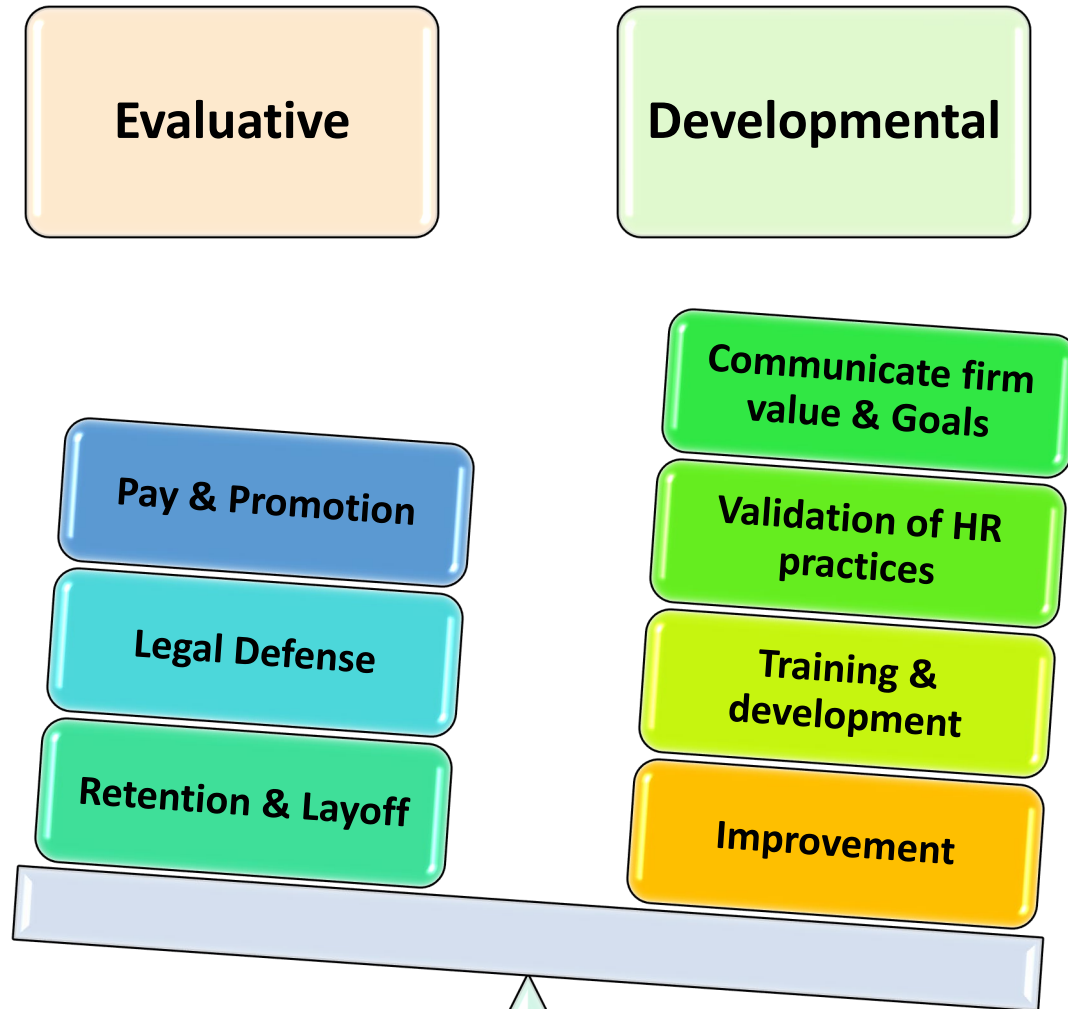 Evaluative
Developmental
Pay & Promotion
Legal Defense
Retention & Layoff
Communicate firm
value & Goals
Validation of HR
practices
Training &
development
Improvement